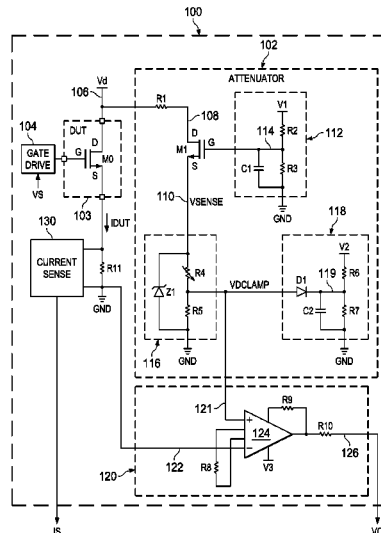 100
102
Vd
ATTENUATOR
106
R1
108
V1
104
DUT
D
114
R2
112
GATE
DRIVE
G
D
M0
M1
G
S
C1
R3
S
VS
110
GND
103
VSENSE
130
IDUT
118
V2
CURRENT
SENSE
R11
Z1
R4
VDCLAMP
D1
119
R6
R5
C2
R7
GND
GND
GND
116
121
R9
+
124
R10
-
120
122
R8
V3
126
IS